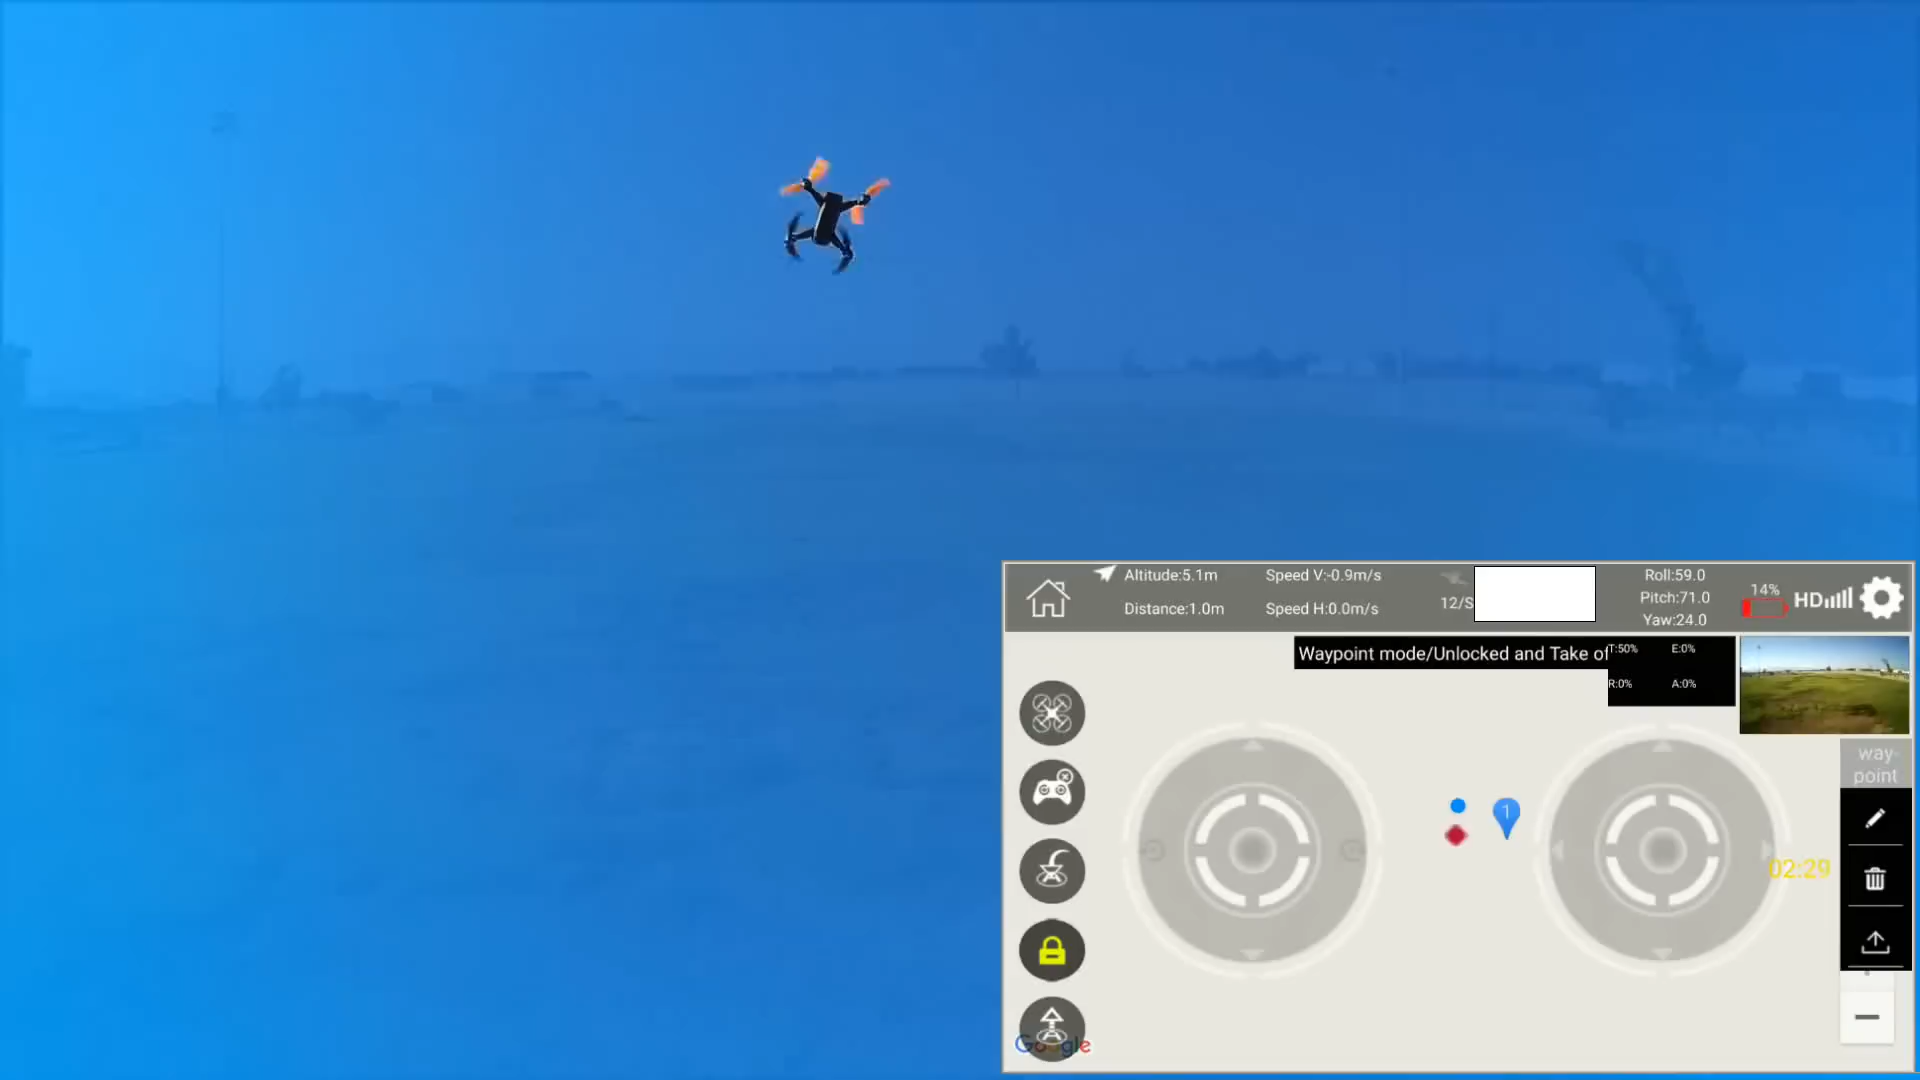 Altitude:5.1m
Speed V:-0.9m/s
Distance:1.0m
Speed H:0.0m/s
12/S
Roll:59.0
Pitch:71.0
Yaw:24.0
14%
HD
Waypoint mode/Unlocked and Take of
T:50% E:0%
R:0% A:0%
way-
point
1
02:29
Google